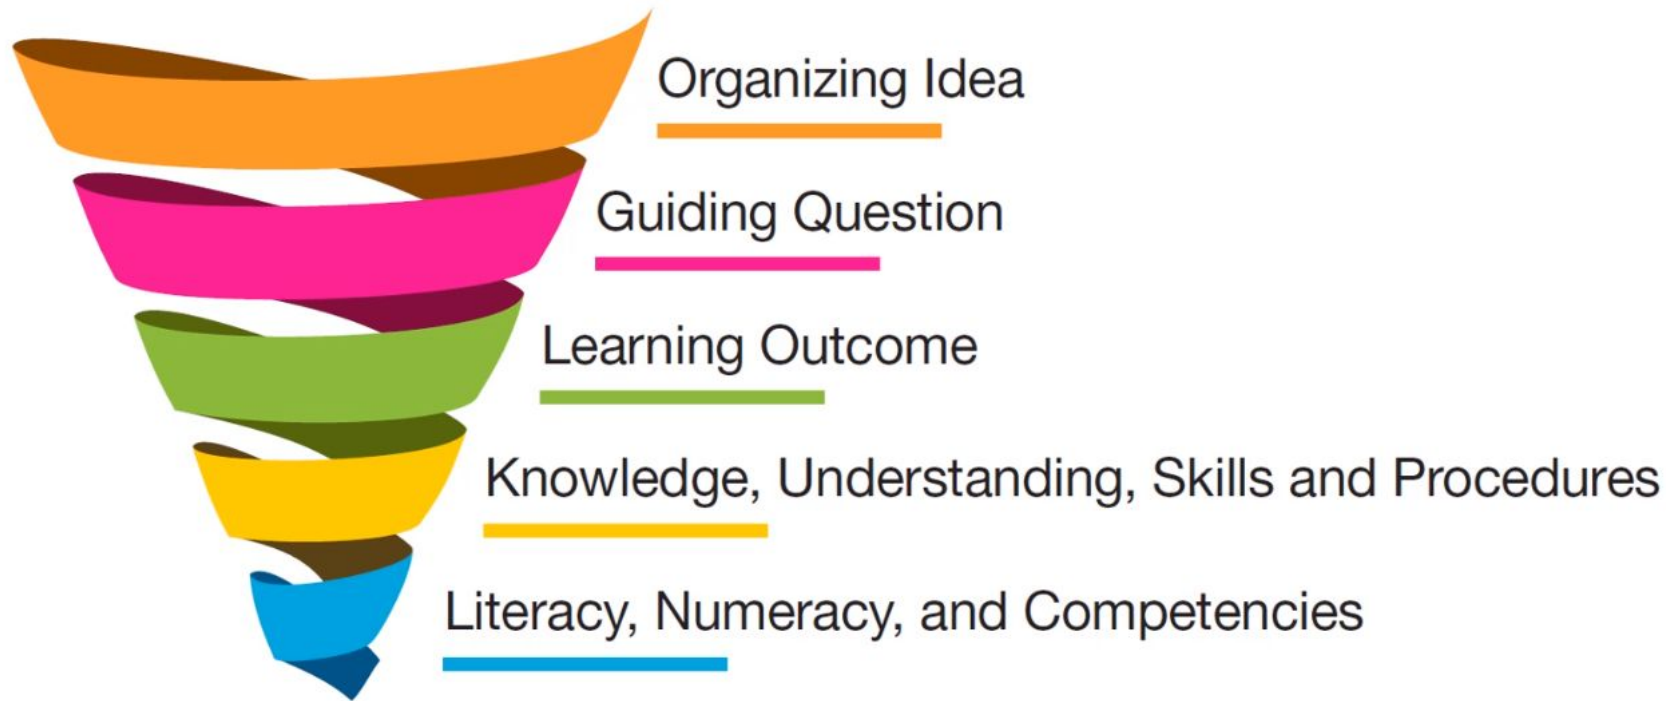 Organizing Idea
Guiding Question
Learning Outcome
Knowledge, Understanding, Skills and Procedures
Literacy, Numeracy, and Competencies